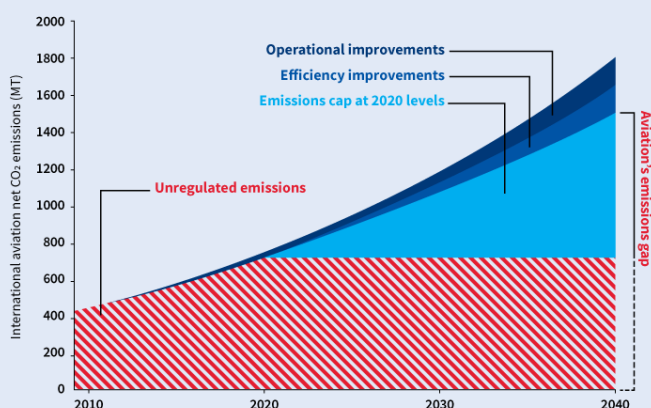 2000
1800
1600
1400
1200
1000
800
600
400
200
0
International aviation net CO₂ emissions (MT)
Operational improvements
Efficiency improvements
Emissions cap at 2020 levels
Unregulated emissions
Aviation's emissions gap
2010
2020
2030
2040